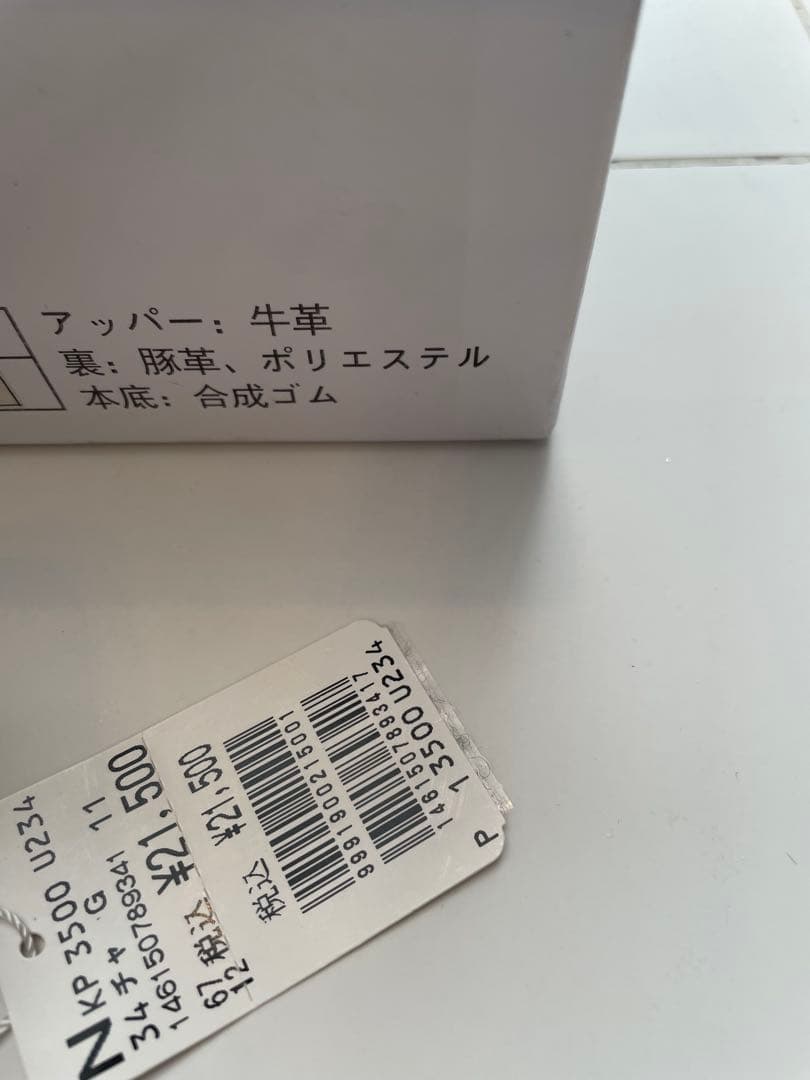 アッパー: 牛革
裏: 豚革、ポリエステル
本底: 合成ゴム
N KP 3500 U234
34 チャ G 11
146150789341
67 税込 ¥21,500
12
税込 ¥21,500
9991900215001
1461507893417
1 3500 U234
P